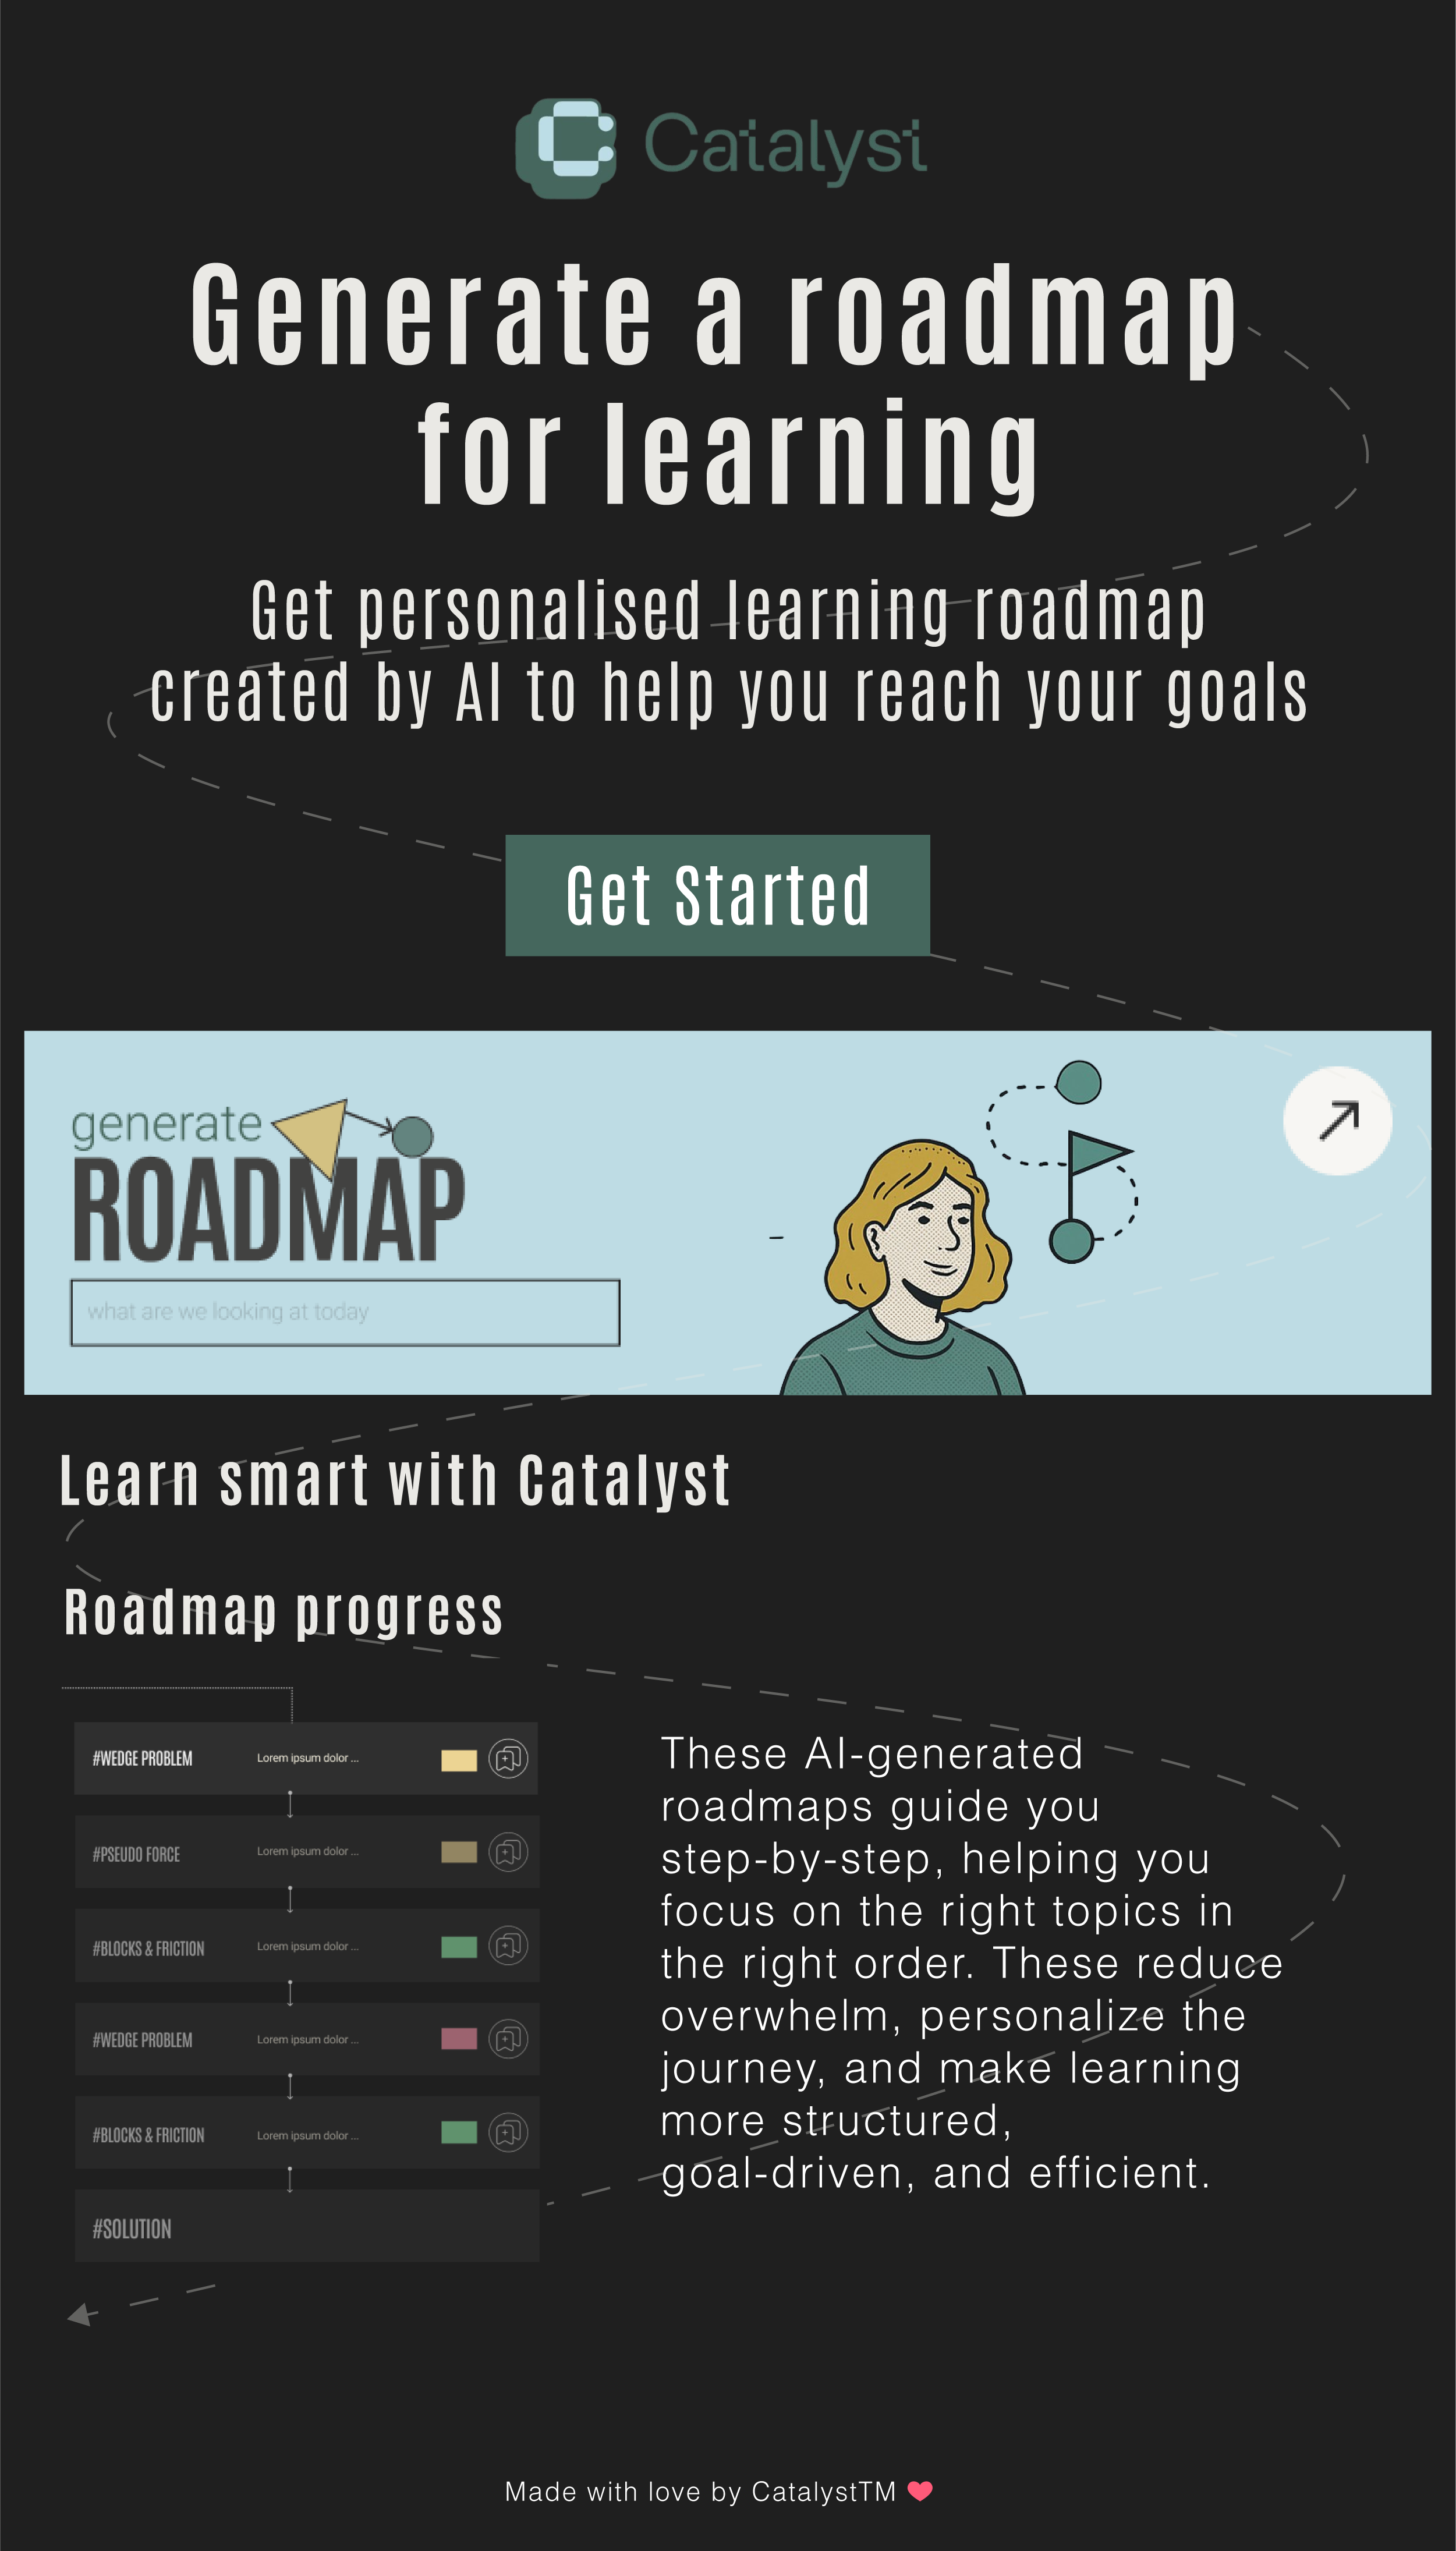 Catalyst
Generate a roadmap
for learning
Get personalised learning roadmap
created by AI to help you reach your goals
Get Started
generate
ROADMAP
what are we looking at today
Learn smart with Catalyst
Roadmap progress
#WEDGE PROBLEM Lorem ipsum dolor ...
#PSEUDO FORCE Lorem ipsum dolor ...
#BLOCKS & FRICTION Lorem ipsum dolor ...
#WEDGE PROBLEM Lorem ipsum dolor ...
#BLOCKS & FRICTION Lorem ipsum dolor ...
#SOLUTION
These AI-generated
roadmaps guide you
step-by-step, helping you
focus on the right topics in
the right order. These reduce
overwhelm, personalize the
journey, and make learning
more structured,
goal-driven, and efficient.
Made with love by CatalystTM ❤️